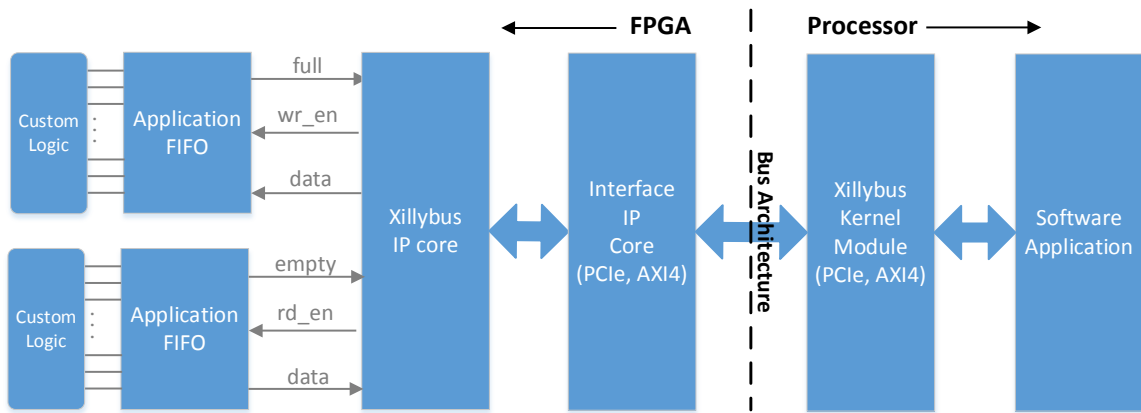 FPGA
Processor
Custom
Logic
Application
FIFO
full
wr_en
data
Xillybus
IP core
Interface
IP
Core
(PCIe, AXI4)
Bus Architecture
Xillybus
Kernel
Module
(PCIe, AXI4)
Software
Application
Custom
Logic
Application
FIFO
empty
rd_en
data